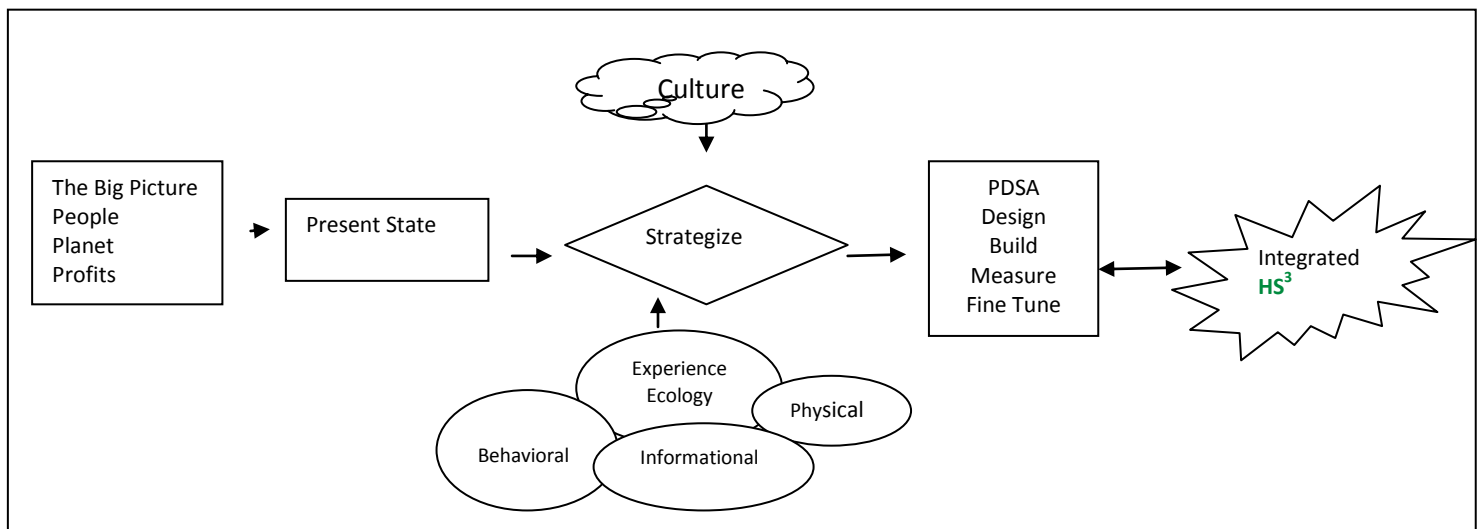 Culture
The Big Picture
People
Planet
Profits
Present State
Strategize
PDSA
Design
Build
Measure
Fine Tune
Integrated
HS³
Experience
Ecology
Physical
Behavioral
Informational